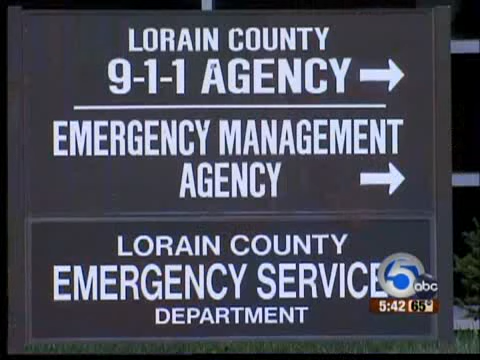 LORAIN COUNTY
9-1-1 AGENCY
EMERGENCY MANAGEMENT
AGENCY
LORAIN COUNTY
EMERGENCY SERVICE
DEPARTMENT
5 abc
5:42 65°